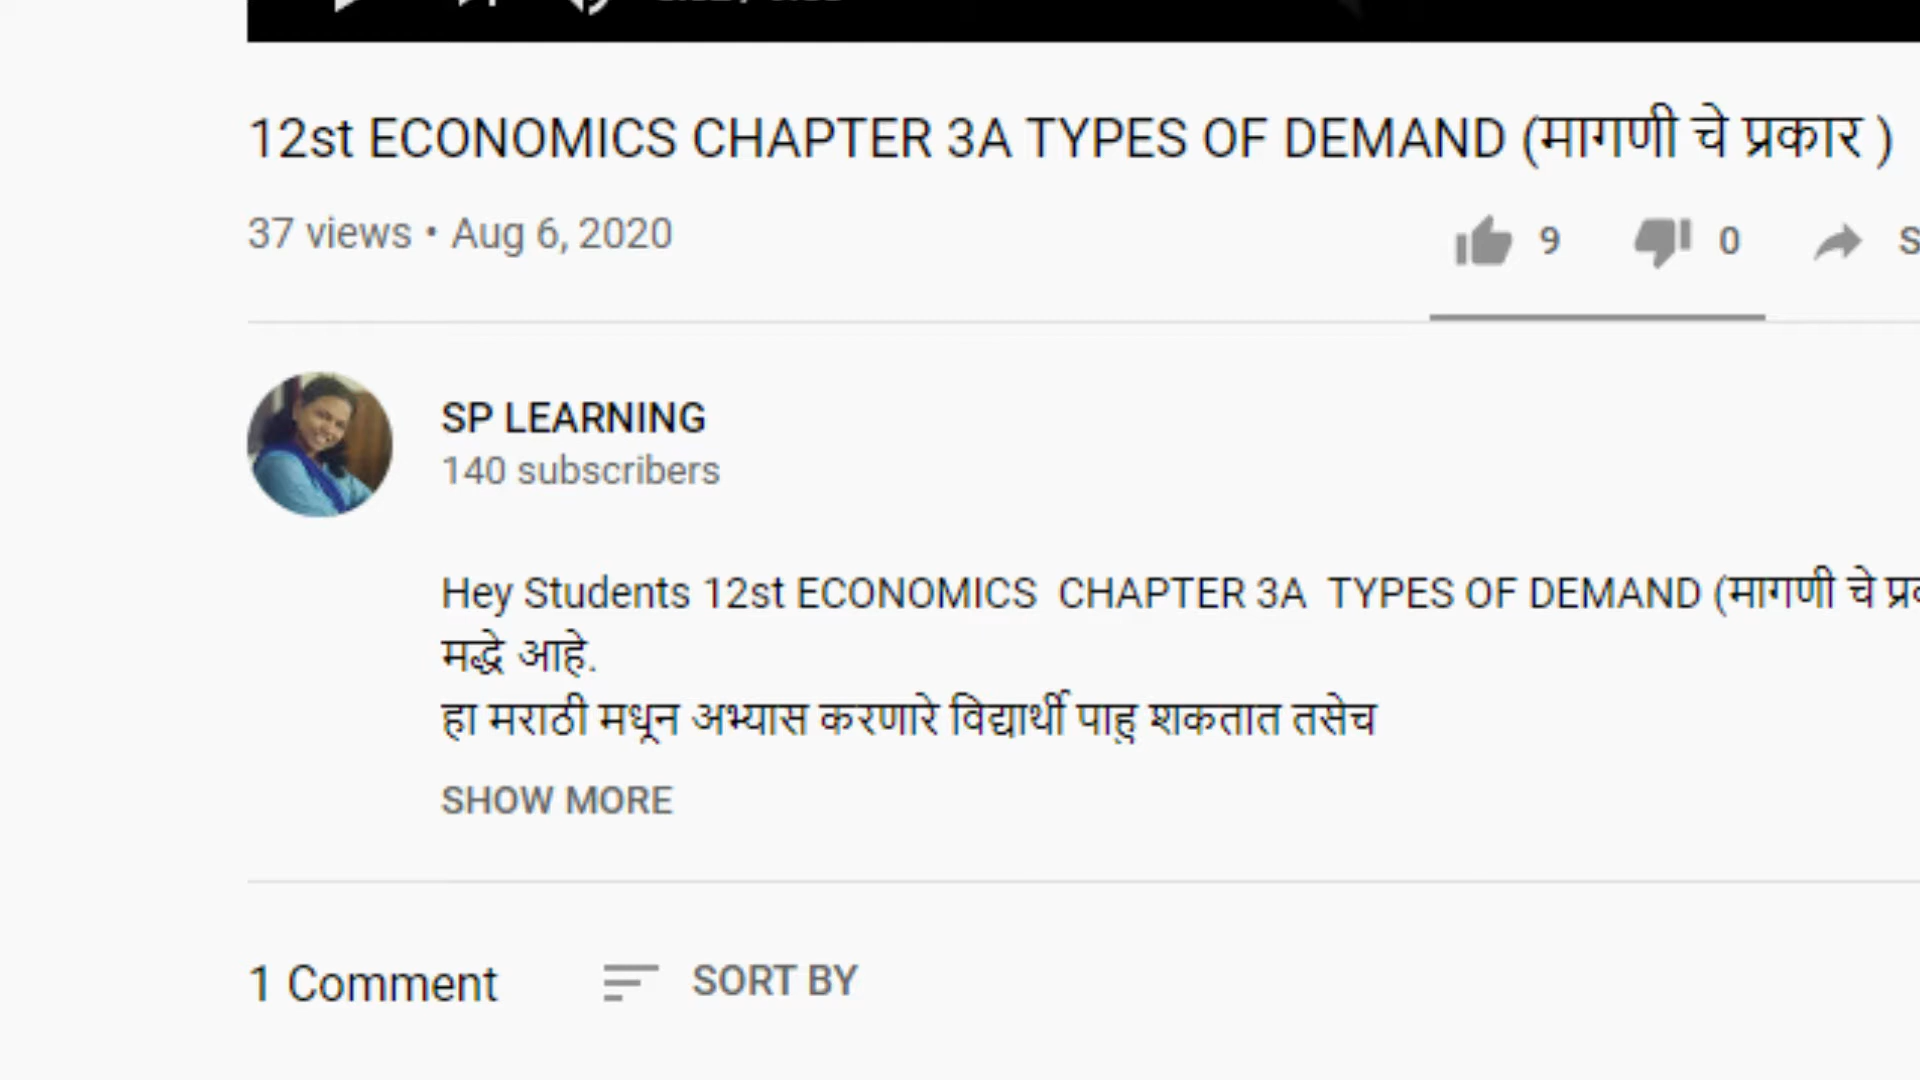 12st ECONOMICS CHAPTER 3A TYPES OF DEMAND (मागणी चे प्रकार )
37 views • Aug 6, 2020
9 0
SP LEARNING
140 subscribers
Hey Students 12st ECONOMICS CHAPTER 3A TYPES OF DEMAND (मागणी चे
मद्धे आहे.
हा मराठी मधून अभ्यास करणारे विद्यार्थी पाहु शकतात तसेच
SHOW MORE
1 Comment SORT BY